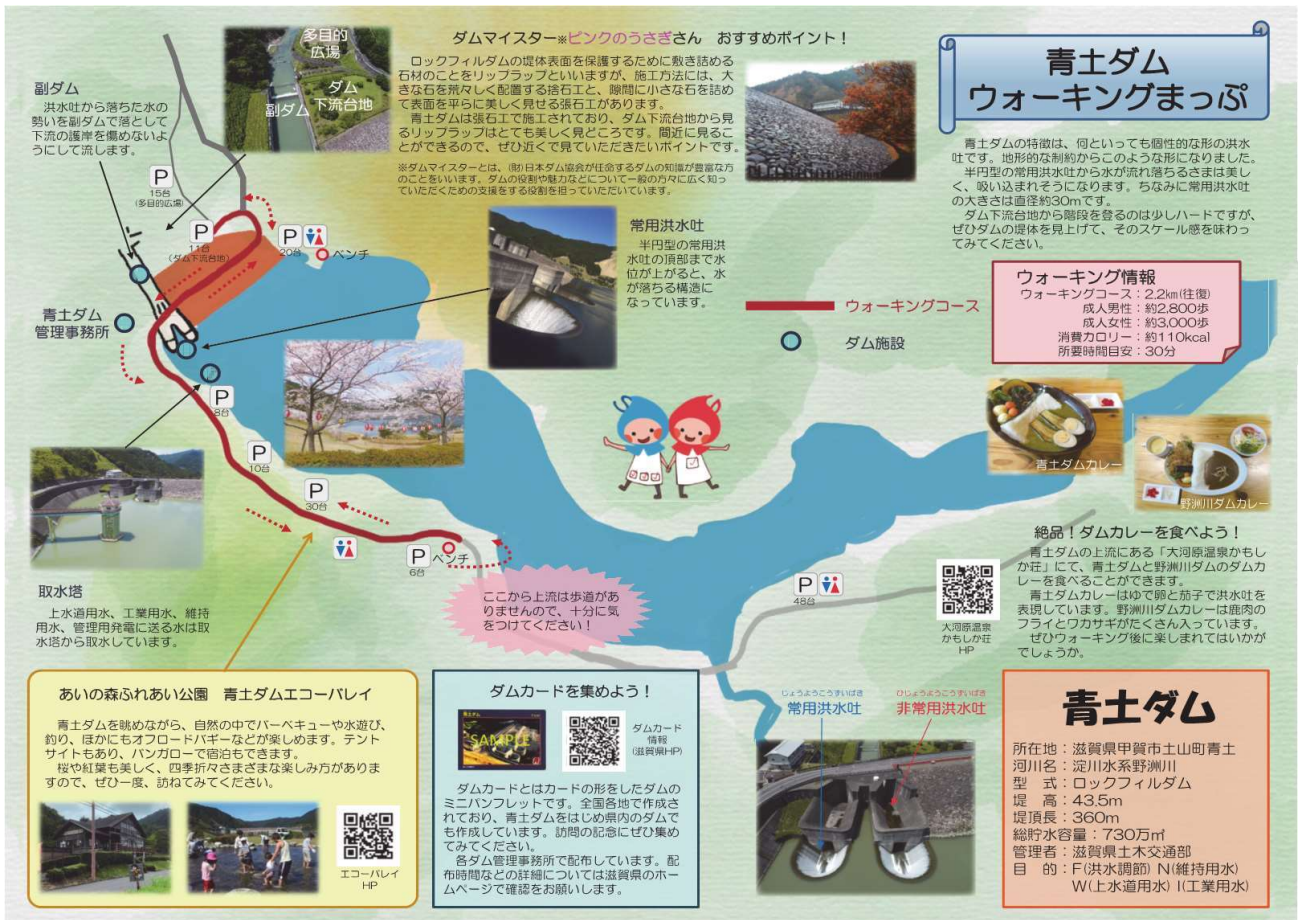 青土ダム
ウォーキングまっぷ
青土ダムの特徴は、何といっても個性的な形の洪水
吐です。地形的な制約からこのような形になりました。
半円型の常用洪水吐から水が流れ落ちるさまは美し
く、吸い込まれそうになります。ちなみに常用洪水吐
の大きさは直径約30mです。
ダム下流台地から階段を登るのは少しハードですが、
ぜひダムの堤体を見上げて、そのスケール感を味わっ
てみてください。
ダムマイスター※ピンクのうさぎさん　おすすめポイント！
ロックフィルダムの堤体表面を保護するために敷き詰める
石材のことをリップラップといいますが、施工方法には、大
きな石を荒々しく配置する捨石工と、隙間に小さな石を詰め
て表面を平らに美しく見せる張石工があります。
青土ダムは張石工で施工されており、ダム下流台地から見
るリップラップはとても美しく見どころです。間近に見るこ
とができるので、ぜひ近くで見ていただきたいポイントです。
※ダムマイスターとは、(財)日本ダム協会が任命するダムの知識が豊富な方
のことをいいます。ダムの役割や魅力などについて一般の方々に広く知っ
ていただくための支援をする役割を担っていただいています。
多目的
広場
ダム
下流台地
副ダム
副ダム
洪水吐から落ちた水の
勢いを副ダムで落として
下流の護岸を傷めないよ
うにして流します。
P
15台
(多目的広場)
P
11台
(ダム下流台地)
P
20台
ベンチ
常用洪水吐
半円型の常用洪
水吐の頂部まで水
位が上がると、水
が落ちる構造に
なっています。
ウォーキングコース
ダム施設
ウォーキング情報
ウォーキングコース：2.2km(往復)
成人男性：約2,800歩
成人女性：約3,000歩
消費カロリー：約110kcal
所要時間目安：30分
青土ダム
管理事務所
P
8台
P
10台
P
30台
P
6台
ベンチ
P
48台
取水塔
上水道用水、工業用水、維持
用水、管理用発電に送る水は取
水塔から取水しています。
ここから上流は歩道があ
りませんので、十分に気
をつけてください！
青土ダムカレー
野洲川ダムカレー
絶品！ダムカレーを食べよう！
青土ダムの上流にある「大河原温泉かもし
か荘」にて、青土ダムと野洲川ダムのダムカ
レーを食べることができます。
青土ダムカレーはゆで卵と茄子で洪水吐を
表現しています。野洲川ダムカレーは鹿肉の
フライとワカサギがたくさん入っています。
ぜひウォーキング後に楽しまれてはいかが
でしょうか。
大河原温泉
かもしか荘
HP
あいの森ふれあい公園　青土ダムエコーバレイ
青土ダムを眺めながら、自然の中でバーベキューや水遊び、
釣り、ほかにもオフロードバギーなどが楽しめます。テント
サイトもあり、バンガローで宿泊もできます。
桜や紅葉も美しく、四季折々さまざまな楽しみ方がありま
すので、ぜひ一度、訪ねてみてください。
エコーバレイ
HP
ダムカードを集めよう！
青土ダム
SAMPLE
ダムカード
情報
(滋賀県HP)
ダムカードとはカードの形をしたダムの
ミニパンフレットです。全国各地で作成さ
れており、青土ダムをはじめ県内のダムで
も作成しています。訪問の記念にぜひ集め
てみてください。
各ダム管理事務所で配布しています。配
布時間などの詳細については滋賀県のホー
ムページで確認をお願いします。
じょうようこうずいばき
常用洪水吐
ひじょうようこうずいばき
非常用洪水吐
青土ダム
所在地：滋賀県甲賀市土山町青土
河川名：淀川水系野洲川
型　式：ロックフィルダム
堤　高：43.5m
堤頂長：360m
総貯水容量：730万㎥
管理者：滋賀県土木交通部
目　的：F(洪水調節) N(維持用水)
W(上水道用水) I(工業用水)